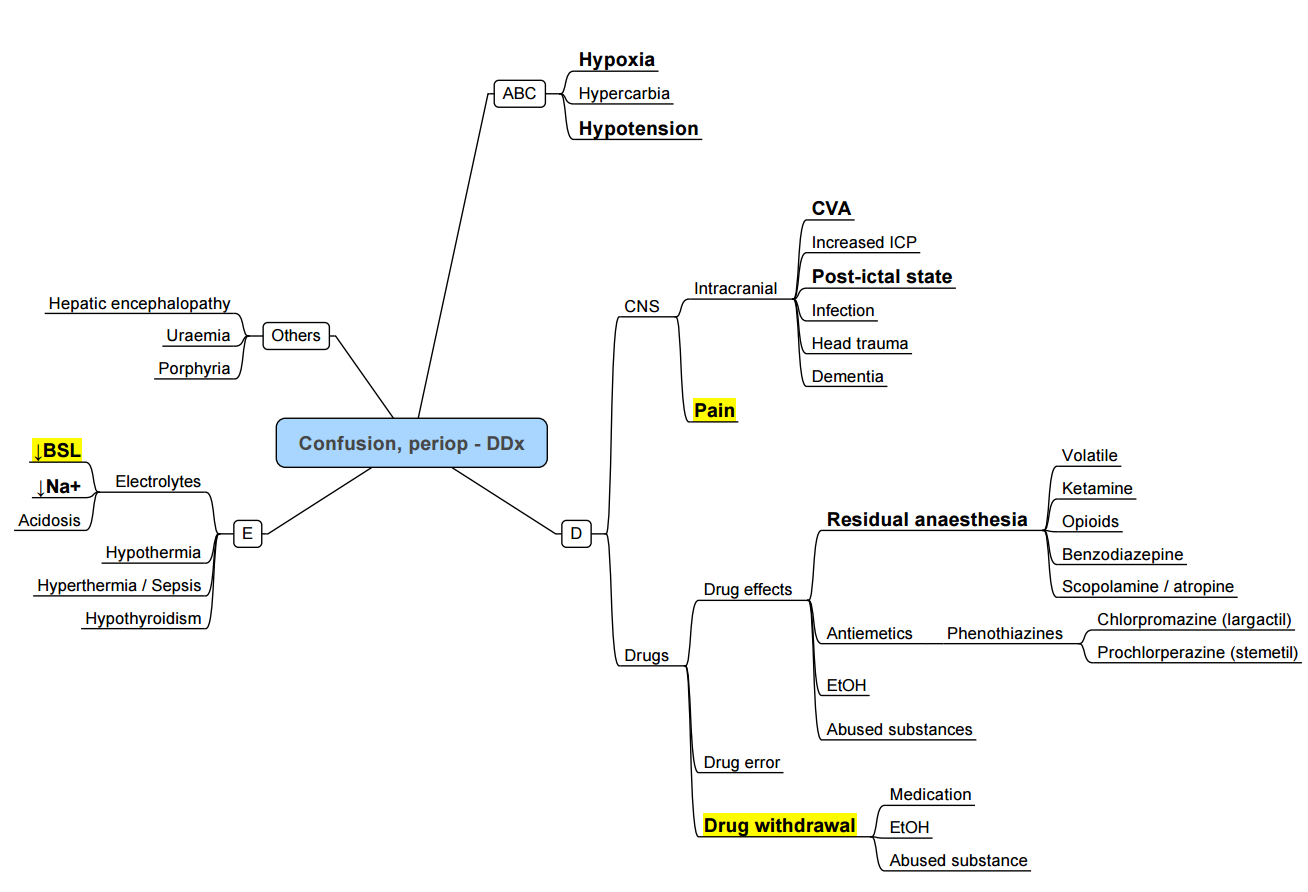 Hypoxia
ABC
Hypercarbia
Hypotension
CVA
Increased ICP
Post-ictal state
Intracranial
CNS
Infection
Head trauma
Dementia
Pain
Hepatic encephalopathy
Uraemia
Others
Porphyria
Confusion, periop - DDx
↓BSL
Electrolytes
↓Na+
Acidosis
E
Hypothermia
Hyperthermia / Sepsis
Hypothyroidism
D
Volatile
Ketamine
Residual anaesthesia
Opioids
Benzodiazepine
Scopolamine / atropine
Drug effects
Antiemetics
Phenothiazines
Chlorpromazine (largactil)
Prochlorperazine (stemetil)
Drugs
EtOH
Abused substances
Drug error
Drug withdrawal
Medication
EtOH
Abused substance